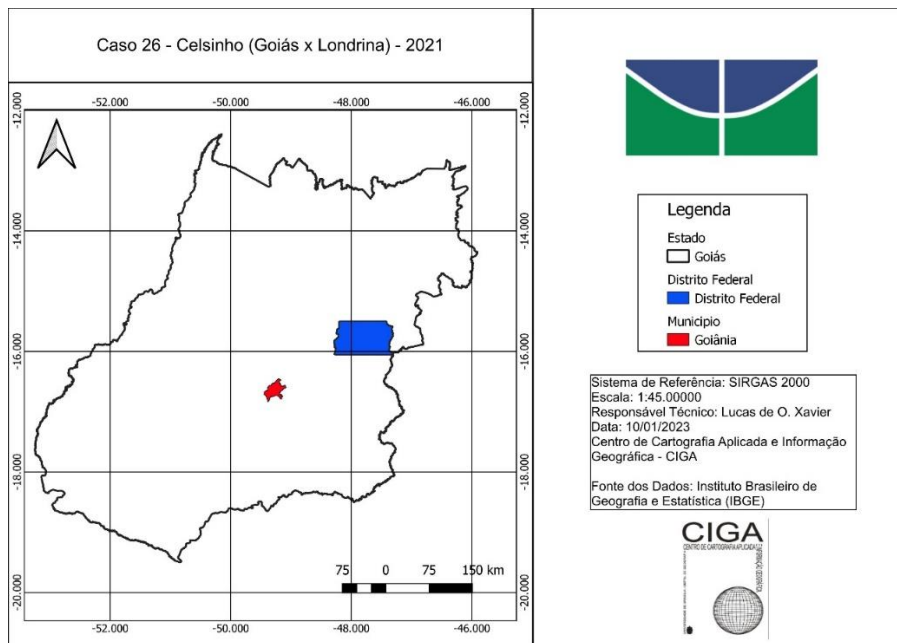 Caso 26 - Celsinho (Goiás x Londrina) - 2021
-52.000
-50.000
-48.000
-46.000
-12.000
-12.000
-14.000
-14.000
-16.000
-16.000
-18.000
-18.000
-20.000
-20.000
75 0 75 150 km
-52.000
-50.000
-48.000
-46.000
Legenda
Estado
Goiás
Distrito Federal
Distrito Federal
Municipio
Goiânia
Sistema de Referência: SIRGAS 2000
Escala: 1:45.00000
Responsável Técnico: Lucas de O. Xavier
Data: 10/01/2023
Centro de Cartografia Aplicada e Informação
Geográfica - CIGA
Fonte dos Dados: Instituto Brasileiro de
Geografia e Estatística (IBGE)
CIGA
CENTRO DE CARTOGRAFIA APLICADA